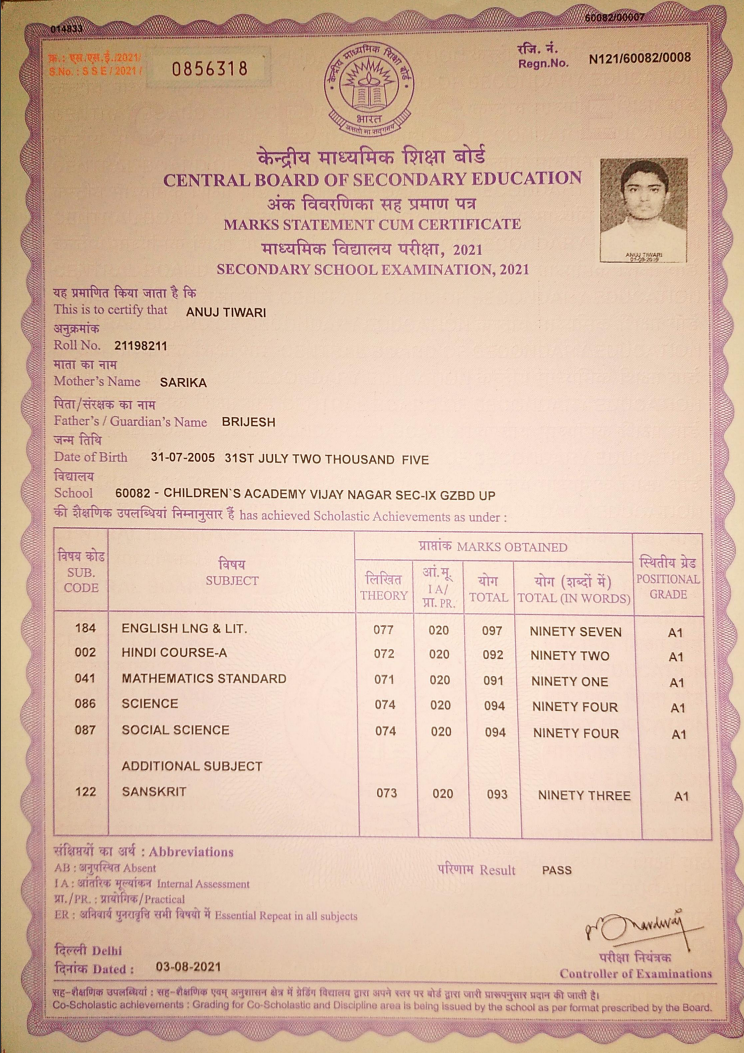 014833
60082/00007
क्र.: एस.एस.ई./2021/
S.No.: S S E / 2021 /
0856318
रजि. नं.
Regn.No. N121/60082/0008
केन्द्रीय माध्यमिक शिक्षा बोर्ड
भारत
असतो मा सद्गमय
केन्द्रीय माध्यमिक शिक्षा बोर्ड
CENTRAL BOARD OF SECONDARY EDUCATION
अंक विवरणिका सह प्रमाण पत्र
MARKS STATEMENT CUM CERTIFICATE
माध्यमिक विद्यालय परीक्षा, 2021
SECONDARY SCHOOL EXAMINATION, 2021
ANUJ TIWARI
यह प्रमाणित किया जाता है कि
This is to certify that ANUJ TIWARI
अनुक्रमांक
Roll No. 21198211
माता का नाम
Mother's Name SARIKA
पिता/संरक्षक का नाम
Father's / Guardian's Name BRIJESH
जन्म तिथि
Date of Birth 31-07-2005 31ST JULY TWO THOUSAND FIVE
विद्यालय
School 60082 - CHILDREN`S ACADEMY VIJAY NAGAR SEC-IX GZBD UP
की शैक्षणिक उपलब्धियां निम्नानुसार हैं has achieved Scholastic Achievements as under :
विषय कोड
SUB.
CODE
विषय
SUBJECT
प्राप्तांक MARKS OBTAINED
लिखित
THEORY
आं.मू.
I A/
प्रा. PR.
योग
TOTAL
योग (शब्दों में)
TOTAL (IN WORDS)
स्थितीय ग्रेड
POSITIONAL
GRADE
184 ENGLISH LNG & LIT. 077 020 097 NINETY SEVEN A1
002 HINDI COURSE-A 072 020 092 NINETY TWO A1
041 MATHEMATICS STANDARD 071 020 091 NINETY ONE A1
086 SCIENCE 074 020 094 NINETY FOUR A1
087 SOCIAL SCIENCE 074 020 094 NINETY FOUR A1
ADDITIONAL SUBJECT
122 SANSKRIT 073 020 093 NINETY THREE A1
संक्षिप्तियों का अर्थ : Abbreviations
AB : अनुपस्थित Absent
I A : आंतरिक मूल्यांकन Internal Assessment
प्रा./PR. : प्रायोगिक/Practical
ER : अनिवार्य पुनरावृत्ति सभी विषयो में Essential Repeat in all subjects
परिणाम Result PASS
दिल्ली Delhi
दिनांक Dated : 03-08-2021
परीक्षा नियंत्रक
Controller of Examinations
सह-शैक्षणिक उपलब्धियां : सह-शैक्षणिक एवम् अनुशासन क्षेत्र में ग्रेडिंग विद्यालय द्वारा अपने स्तर पर बोर्ड द्वारा जारी प्रारूपनुसार प्रदान की जाती है।
Co-Scholastic achievements : Grading for Co-Scholastic and Discipline area is being issued by the school as per format prescribed by the Board.